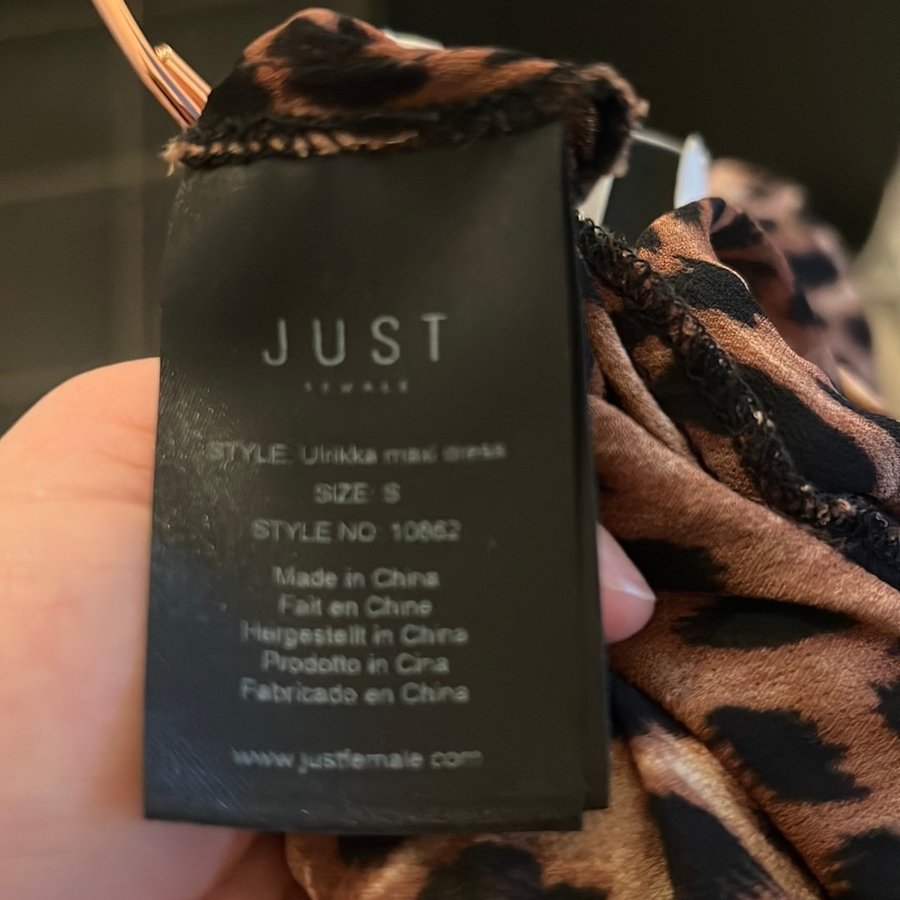 JUST
FEMALE
STYLE: Ulrikka maxi dress
SIZE: S
STYLE NO: 10862
Made in China
Fait en Chine
Hergestellt in China
Prodotto in Cina
Fabricado en China
www.justfemale.com